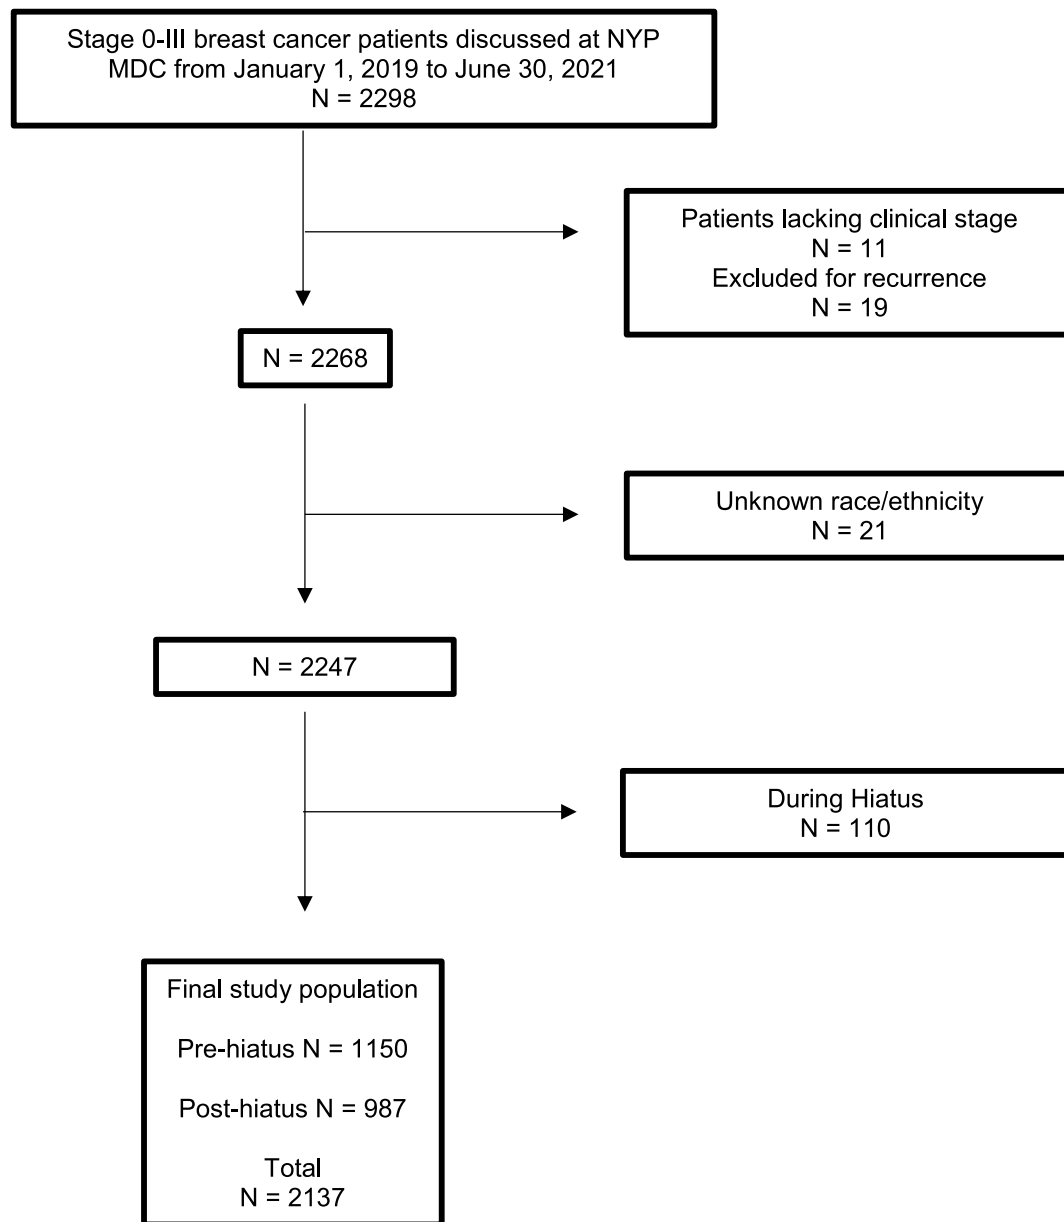 Stage 0-III breast cancer patients discussed at NYP
MDC from January 1, 2019 to June 30, 2021
N = 2298
Patients lacking clinical stage
N = 11
Excluded for recurrence
N = 19
N = 2268
Unknown race/ethnicity
N = 21
N = 2247
During Hiatus
N = 110
Final study population
Pre-hiatus N = 1150
Post-hiatus N = 987
Total
N = 2137